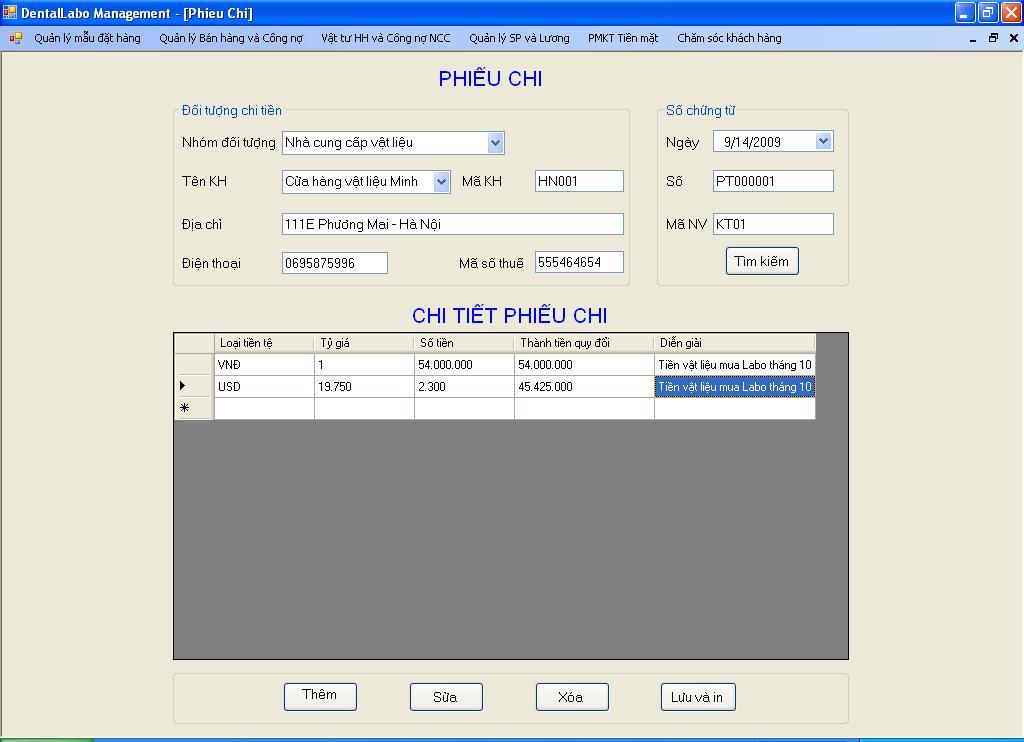 DentalLabo Management - [Phieu Chi]
Quản lý mẫu đặt hàng Quản lý Bán hàng và Công nợ Vật tư HH và Công nợ NCC Quản lý SP và Lương PMKT Tiền mặt Chăm sóc khách hàng
PHIẾU CHI
Đối tượng chi tiền
Nhóm đối tượng Nhà cung cấp vật liệu
Tên KH Cửa hàng vật liệu Minh Mã KH HN001
Địa chỉ 111E Phương Mai - Hà Nội
Điện thoại 0695875996 Mã số thuế 555464654
Số chứng từ
Ngày 9/14/2009
Số PT000001
Mã NV KT01
Tìm kiếm
CHI TIẾT PHIẾU CHI
Loại tiền tệ Tỷ giá Số tiền Thành tiền quy đổi Diễn giải
VNĐ 1 54.000.000 54.000.000 Tiền vật liệu mua Labo tháng 10
USD 19.750 2.300 45.425.000 Tiền vật liệu mua Labo tháng 10
Thêm Sửa Xóa Lưu và in